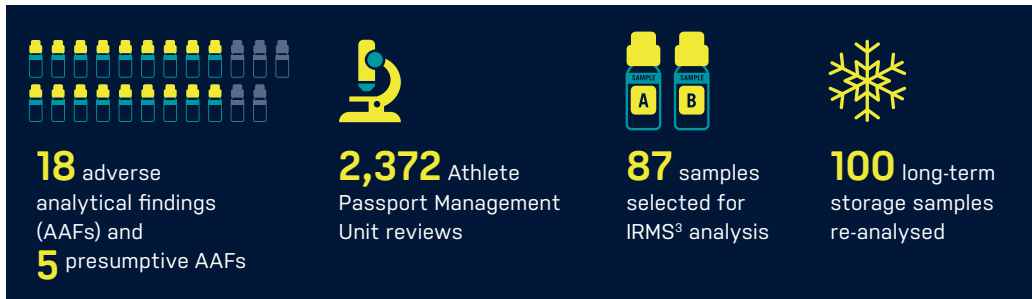 SAMPLE
A
SAMPLE
B
18 adverse
analytical findings
(AAFs) and
5 presumptive AAFs
2,372 Athlete
Passport Management
Unit reviews
87 samples
selected for
IRMS³ analysis
100 long-term
storage samples
re-analysed